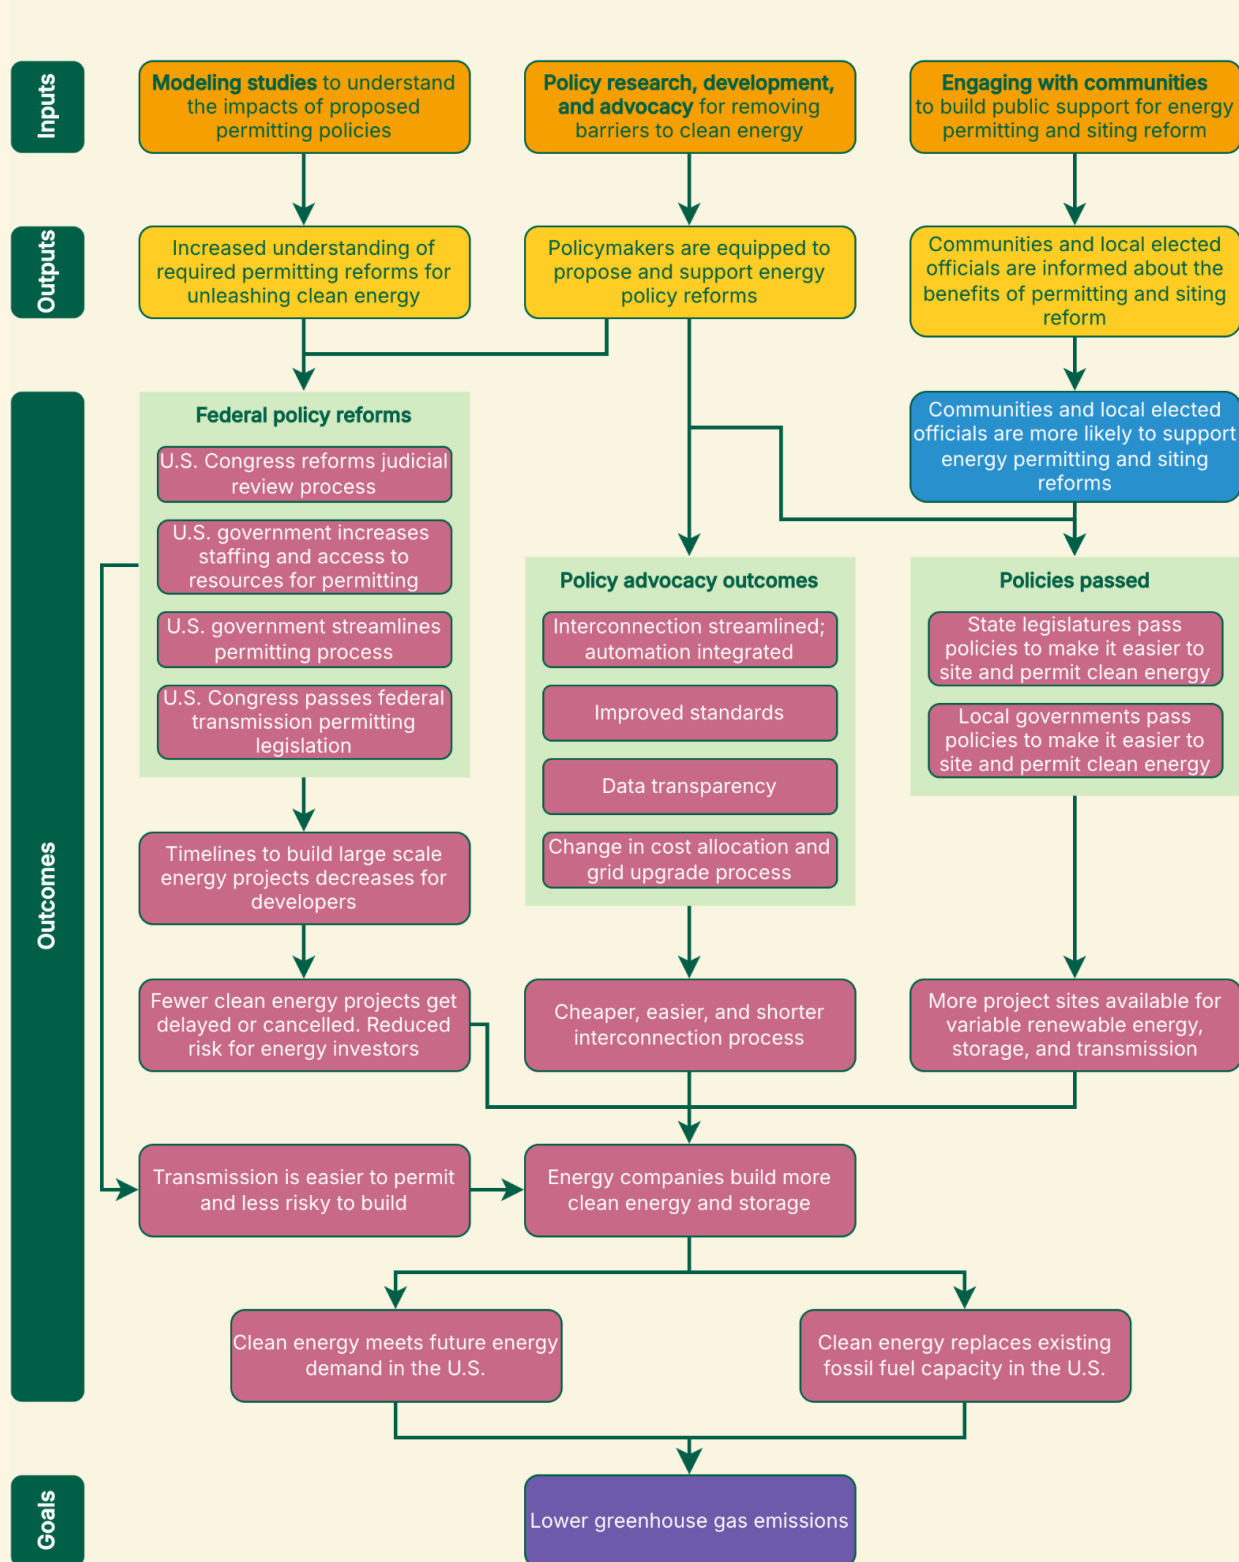 Inputs
Modeling studies to understand
the impacts of proposed
permitting policies
Policy research, development,
and advocacy for removing
barriers to clean energy
Engaging with communities
to build public support for energy
permitting and siting reform
Outputs
Increased understanding of
required permitting reforms for
unleashing clean energy
Policymakers are equipped to
propose and support energy
policy reforms
Communities and local elected
officials are informed about the
benefits of permitting and siting
reform
Outcomes
Communities and local elected
officials are more likely to support
energy permitting and siting
reforms
Federal policy reforms
U.S. Congress reforms judicial
review process
U.S. government increases
staffing and access to
resources for permitting
U.S. government streamlines
permitting process
U.S. Congress passes federal
transmission permitting
legislation
Policy advocacy outcomes
Interconnection streamlined;
automation integrated
Improved standards
Data transparency
Change in cost allocation and
grid upgrade process
Policies passed
State legislatures pass
policies to make it easier to
site and permit clean energy
Local governments pass
policies to make it easier to
site and permit clean energy
Timelines to build large scale
energy projects decreases for
developers
Fewer clean energy projects get
delayed or cancelled. Reduced
risk for energy investors
Cheaper, easier, and shorter
interconnection process
More project sites available for
variable renewable energy,
storage, and transmission
Transmission is easier to permit
and less risky to build
Energy companies build more
clean energy and storage
Clean energy meets future energy
demand in the U.S.
Clean energy replaces existing
fossil fuel capacity in the U.S.
Goals
Lower greenhouse gas emissions